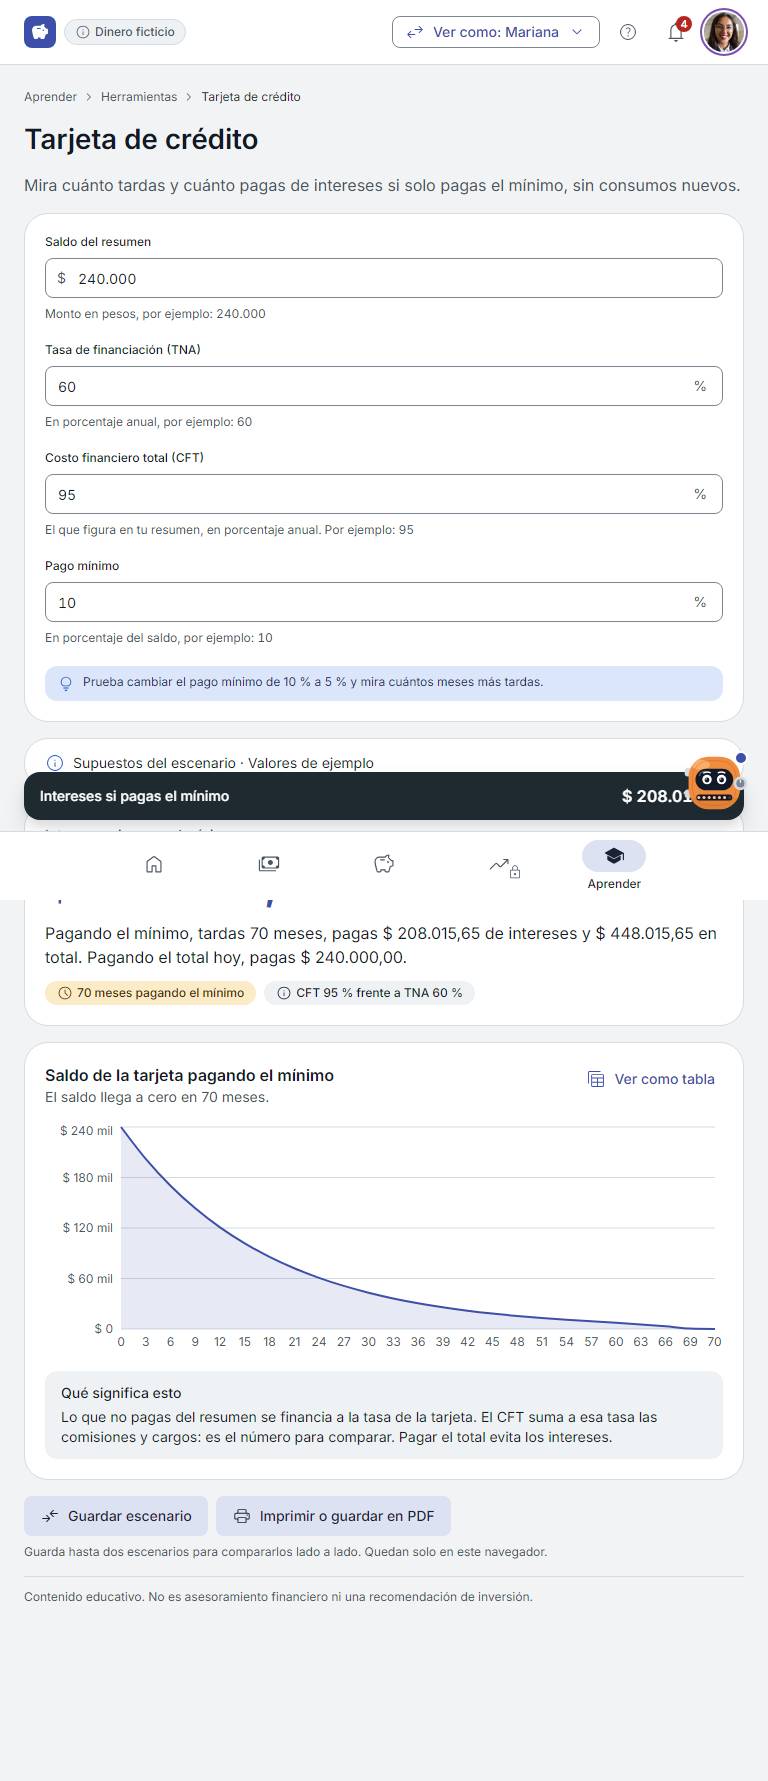 Dinero ficticio
Ver como: Mariana
4
Aprender > Herramientas > Tarjeta de crédito
Tarjeta de crédito
Mira cuánto tardas y cuánto pagas de intereses si solo pagas el mínimo, sin consumos nuevos.
Saldo del resumen
$ 240.000
Monto en pesos, por ejemplo: 240.000
Tasa de financiación (TNA)
60 %
En porcentaje anual, por ejemplo: 60
Costo financiero total (CFT)
95 %
El que figura en tu resumen, en porcentaje anual. Por ejemplo: 95
Pago mínimo
10 %
En porcentaje del saldo, por ejemplo: 10
Prueba cambiar el pago mínimo de 10 % a 5 % y mira cuántos meses más tardas.
Supuestos del escenario · Valores de ejemplo
Intereses si pagas el mínimo
$ 208.01
Aprender
Pagando el mínimo, tardas 70 meses, pagas $ 208.015,65 de intereses y $ 448.015,65 en
total. Pagando el total hoy, pagas $ 240.000,00.
70 meses pagando el mínimo
CFT 95 % frente a TNA 60 %
Saldo de la tarjeta pagando el mínimo
Ver como tabla
El saldo llega a cero en 70 meses.
$ 240 mil
$ 180 mil
$ 120 mil
$ 60 mil
$ 0
0 3 6 9 12 15 18 21 24 27 30 33 36 39 42 45 48 51 54 57 60 63 66 69 70
Qué significa esto
Lo que no pagas del resumen se financia a la tasa de la tarjeta. El CFT suma a esa tasa las
comisiones y cargos: es el número para comparar. Pagar el total evita los intereses.
Guardar escenario
Imprimir o guardar en PDF
Guarda hasta dos escenarios para compararlos lado a lado. Quedan solo en este navegador.
Contenido educativo. No es asesoramiento financiero ni una recomendación de inversión.